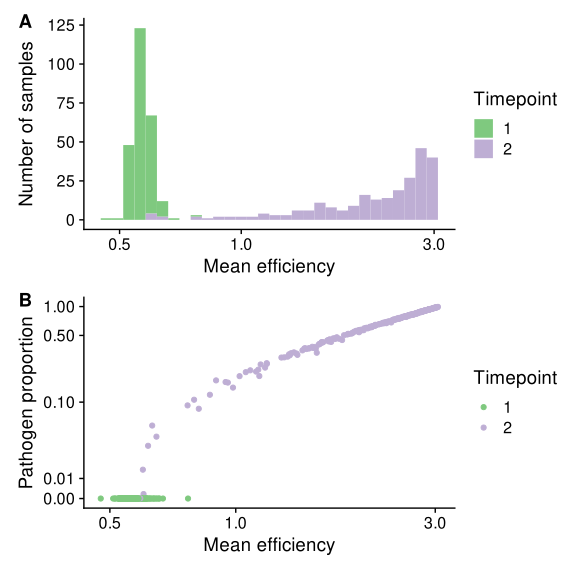 A
Number of samples
125
100
75
50
25
0
0.5
1.0
3.0
Mean efficiency
Timepoint
1
2
B
Pathogen proportion
1.00
0.50
0.10
0.01
0.00
0.5
1.0
3.0
Mean efficiency
Timepoint
1
2